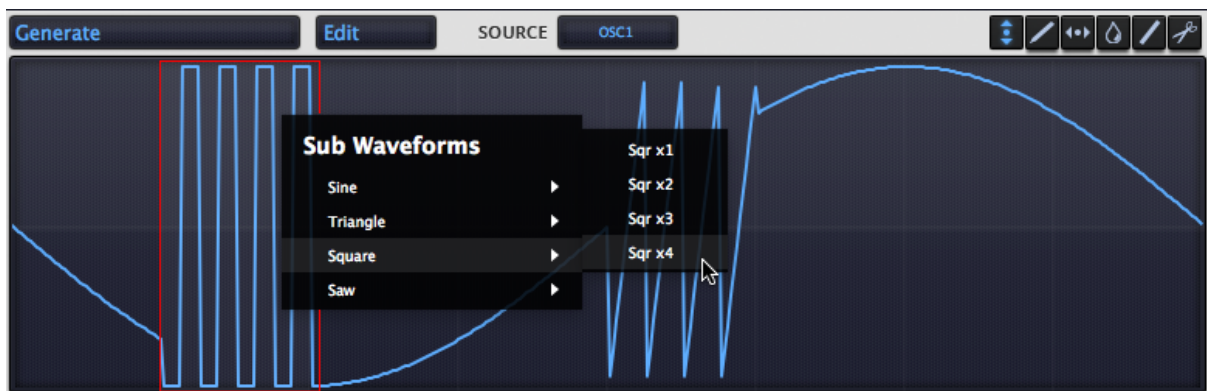 Generate
Edit
SOURCE
OSC1
Sub Waveforms
Sine
Triangle
Square
Saw
Sqr x1
Sqr x2
Sqr x3
Sqr x4